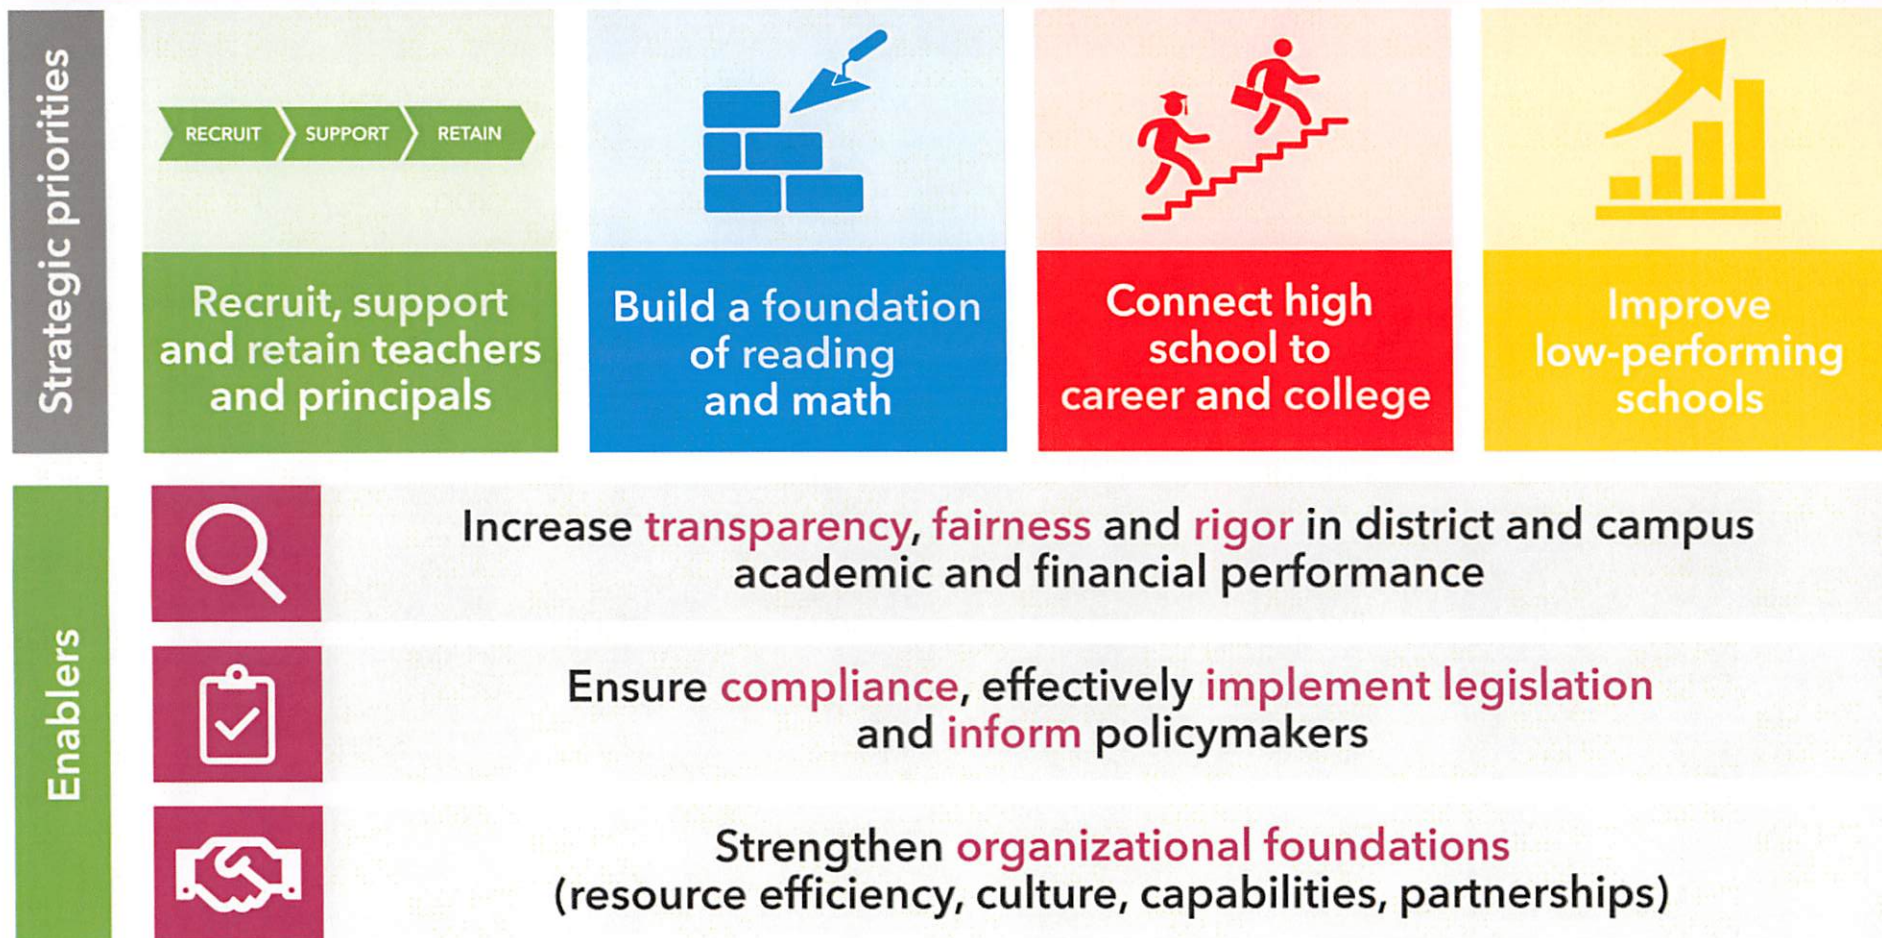 Strategic priorities
RECRUIT
SUPPORT
RETAIN
Recruit, support
and retain teachers
and principals
Build a foundation
of reading
and math
Connect high
school to
career and college
Improve
low-performing
schools
Enablers
Increase transparency, fairness and rigor in district and campus
academic and financial performance
Ensure compliance, effectively implement legislation
and inform policymakers
Strengthen organizational foundations
(resource efficiency, culture, capabilities, partnerships)